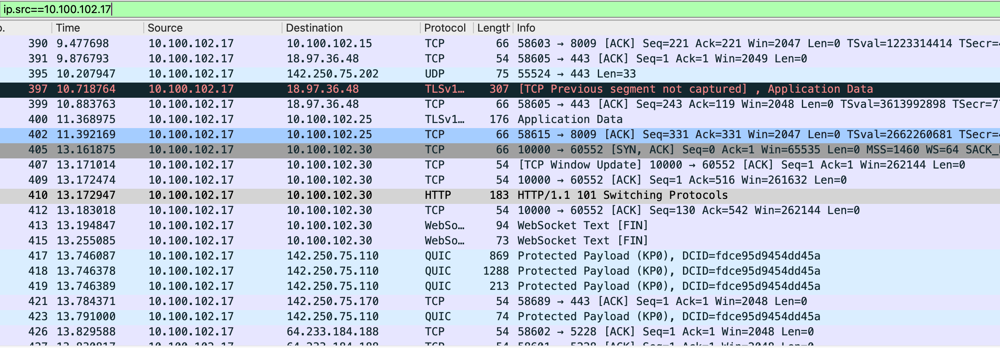 ip.src==10.100.102.17
Time Source Destination Protocol Length Info
390 9.477698 10.100.102.17 10.100.102.15 TCP 66 58603 → 8009 [ACK] Seq=221 Ack=221 Win=2047 Len=0 TSval=1223314414 TSecr=
391 9.876793 10.100.102.17 18.97.36.48 TCP 54 58605 → 443 [ACK] Seq=1 Ack=1 Win=2049 Len=0
395 10.207947 10.100.102.17 142.250.75.202 UDP 75 55524 → 443 Len=33
397 10.718764 10.100.102.17 18.97.36.48 TLSv1… 307 [TCP Previous segment not captured] , Application Data
399 10.883763 10.100.102.17 18.97.36.48 TCP 66 58605 → 443 [ACK] Seq=243 Ack=119 Win=2048 Len=0 TSval=3613992898 TSecr=7
400 11.368975 10.100.102.17 10.100.102.25 TLSv1… 176 Application Data
402 11.392169 10.100.102.17 10.100.102.25 TCP 66 58615 → 8009 [ACK] Seq=331 Ack=331 Win=2047 Len=0 TSval=2662260681 TSecr=
405 13.161875 10.100.102.17 10.100.102.30 TCP 66 10000 → 60552 [SYN, ACK] Seq=0 Ack=1 Win=65535 Len=0 MSS=1460 WS=64 SACK_
407 13.171014 10.100.102.17 10.100.102.30 TCP 54 [TCP Window Update] 10000 → 60552 [ACK] Seq=1 Ack=1 Win=262144 Len=0
409 13.172474 10.100.102.17 10.100.102.30 TCP 54 10000 → 60552 [ACK] Seq=1 Ack=516 Win=261632 Len=0
410 13.172947 10.100.102.17 10.100.102.30 HTTP 183 HTTP/1.1 101 Switching Protocols
412 13.183018 10.100.102.17 10.100.102.30 TCP 54 10000 → 60552 [ACK] Seq=130 Ack=542 Win=262144 Len=0
413 13.194847 10.100.102.17 10.100.102.30 WebSo… 94 WebSocket Text [FIN]
415 13.255085 10.100.102.17 10.100.102.30 WebSo… 73 WebSocket Text [FIN]
417 13.746087 10.100.102.17 142.250.75.110 QUIC 869 Protected Payload (KP0), DCID=fdce95d9454dd45a
418 13.746378 10.100.102.17 142.250.75.110 QUIC 1288 Protected Payload (KP0), DCID=fdce95d9454dd45a
419 13.746389 10.100.102.17 142.250.75.110 QUIC 213 Protected Payload (KP0), DCID=fdce95d9454dd45a
421 13.784371 10.100.102.17 142.250.75.170 TCP 54 58689 → 443 [ACK] Seq=1 Ack=1 Win=2048 Len=0
423 13.791000 10.100.102.17 142.250.75.110 QUIC 74 Protected Payload (KP0), DCID=fdce95d9454dd45a
426 13.829588 10.100.102.17 64.233.184.188 TCP 54 58602 → 5228 [ACK] Seq=1 Ack=1 Win=2048 Len=0